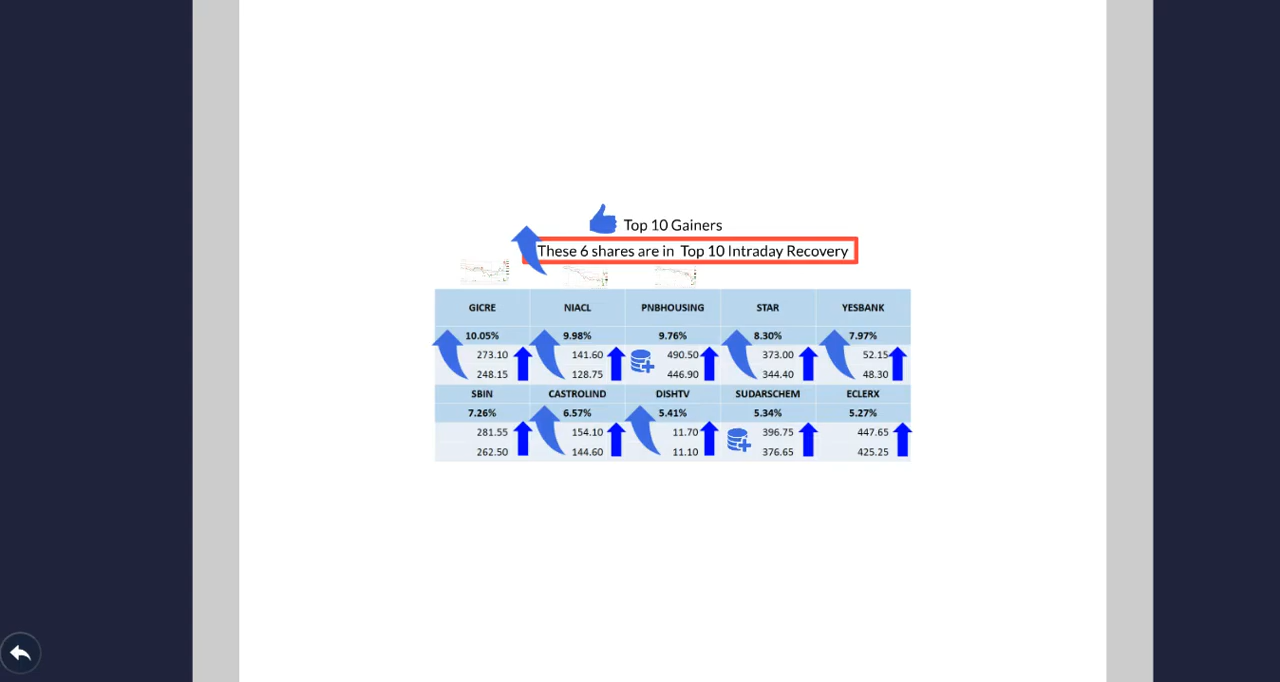 Top 10 Gainers
These 6 shares are in Top 10 Intraday Recovery
GICRE NIACL PNBHOUSING STAR YESBANK
10.05% 9.98% 9.76% 8.30% 7.97%
273.10 141.60 490.50 373.00 52.15
248.15 128.75 446.90 344.40 48.30
SBIN CASTROLIND DISHTV SUDARSCHEM ECLERX
7.26% 6.57% 5.41% 5.34% 5.27%
281.55 154.10 11.70 396.75 447.65
262.50 144.60 11.10 376.65 425.25